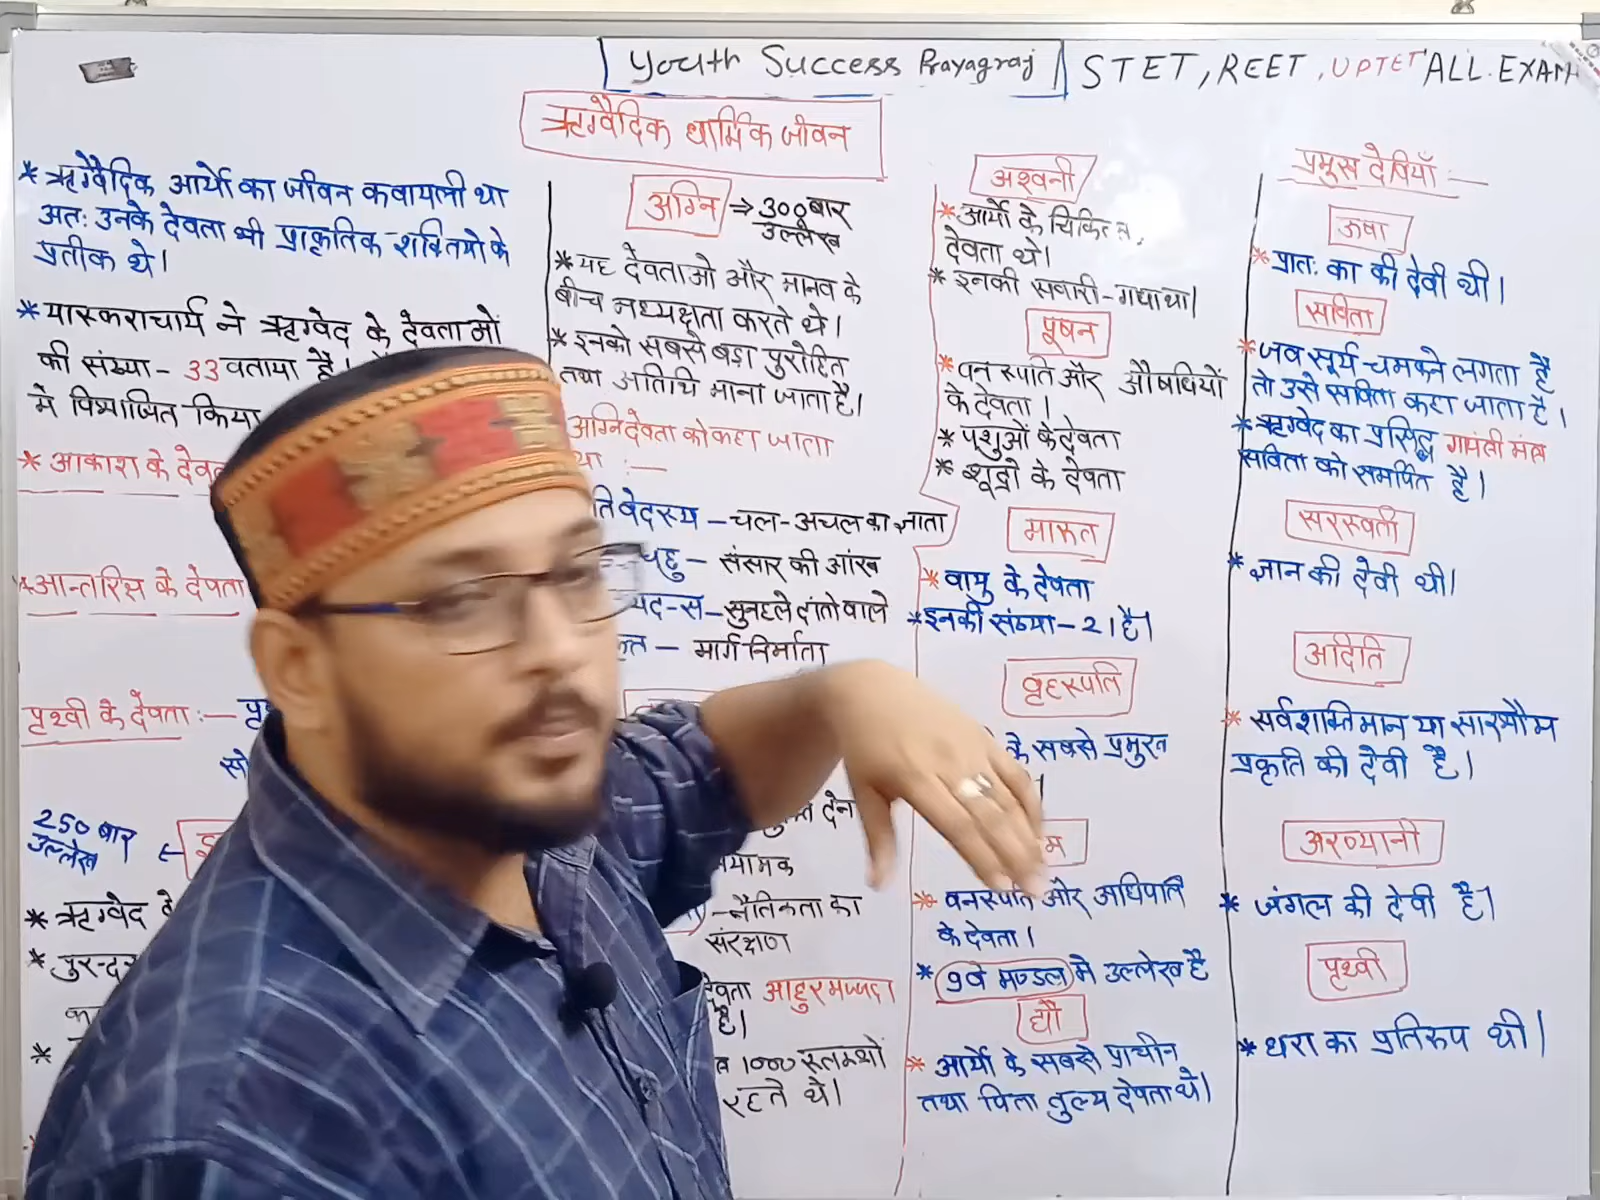 Youth Success Prayagraj
STET, REET, UPTET ALL. EXAM
ऋग्वैदिक धार्मिक जीवन
* ऋग्वैदिक आर्यो का जीवन कबायली था
अतः उनके देवता भी प्राकृतिक शक्तियो के
प्रतीक थे।
* यास्कराचार्य ने ऋग्वेद के देवताओं
की संख्या - 33 बताया है।
मे विभाजित किया
* आकाश के देव
* आन्तरिक्ष के देवता
पृथ्वी के देवता :- पृ
सो
250 बार
उल्लेख
* ऋग्वेद
* पुर-
*
अग्नि ⇒ 300 बार
उल्लेख
* यह देवताओ और मानव के
बीच मध्यक्षता करते थे।
* इनको सबसे बड़ा पुरोहित
तथा अतिथि माना जाता है।
अग्निदेवता को कहा जाता
था :-
वेदस्य - चल-अचल का ज्ञाता
- संसार की आंख
- सुनहले दांतो वाले
- मार्ग निर्माता
देन
- नैतिकता का
संरक्षण
देवता आहुरमज्जदा
है।
1000 स्तम्भों
रहते थे।
अश्वनी
* आर्यो के
देवता थे।
* इनकी सवारी - गधा था।
पूषन
* वनस्पति और औषधियों
के देवता।
* पशुओं के देवता
* शूद्रो के देवता
मारुत
* वायु के देवता
* इनकी संख्या - 21 है।
वृहस्पति
के सबसे प्रमुख
म
* वनस्पति और अधिपति
के देवता।
* 9वे मण्डल मे उल्लेख है
द्यौ
* आर्यो के सबसे प्राचीन
तथा पिता तुल्य देवता थे।
प्रमुख देवियाँ :-
ऊषा
* प्रातः का की देवी थी।
सविता
* जब सूर्य चमकने लगता है
तो उसे सविता कहा जाता है।
* ऋग्वेद का प्रसिद्ध गायत्री मंत्र
सविता को समर्पित है।
सरस्वती
* ज्ञान की देवी थी।
अदिति
* सर्वशक्तिमान या सारभौम
प्रकृति की देवी है।
अरण्यानी
* जंगल की देवी है।
पृथ्वी
* धरा का प्रतिरुप थी।